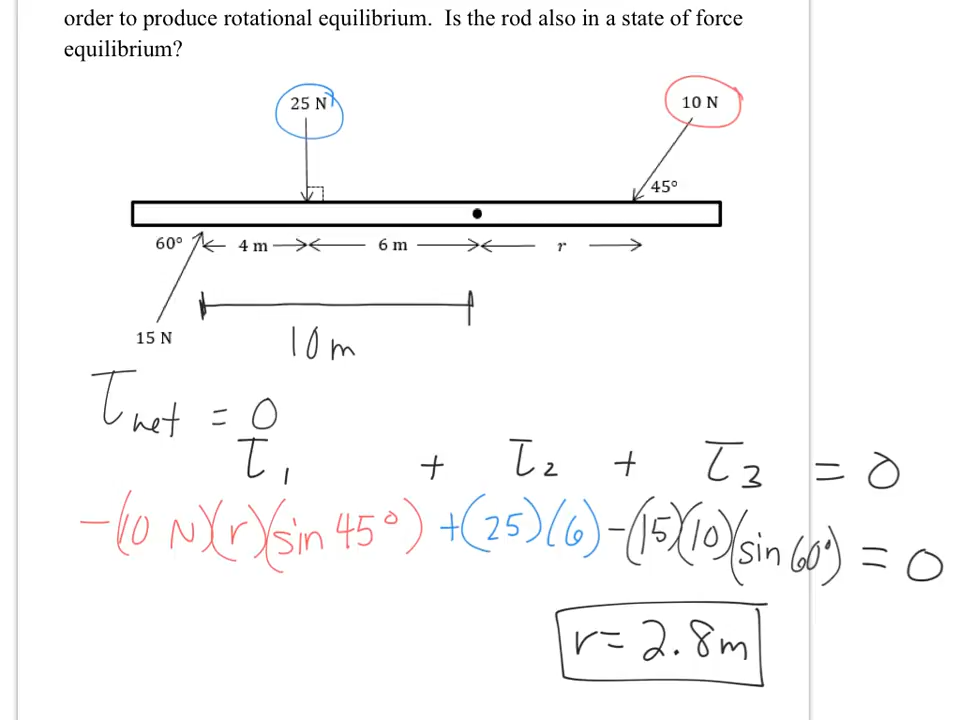 order to produce rotational equilibrium.  Is the rod also in a state of force
equilibrium?
25 N
10 N
45°
60°
4 m
6 m
r
15 N
10 m
τnet = 0
τ1 + τ2 + τ3 = 0
-(10 N)(r)(sin 45°) +(25)(6) -(15)(10)(sin 60°) = 0
r = 2.8m